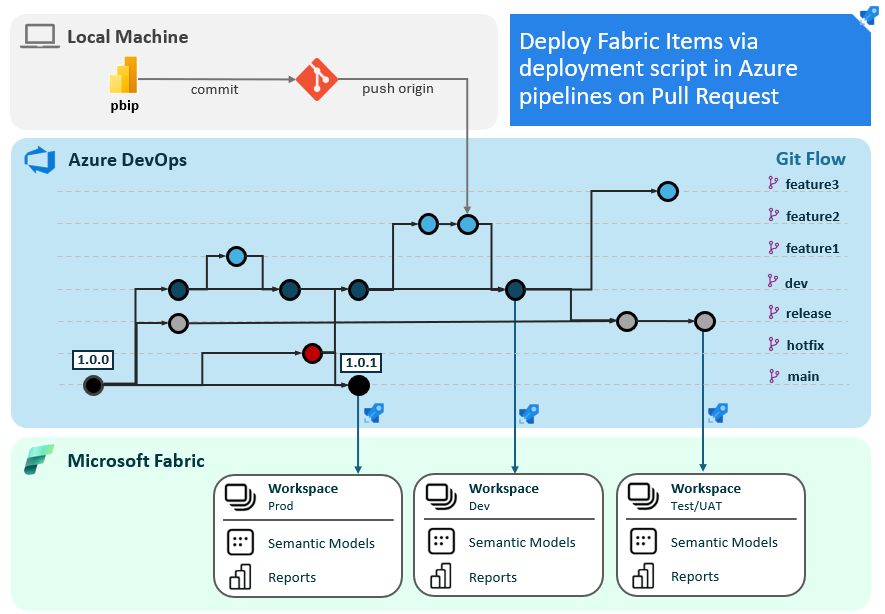 Local Machine
pbip
commit
push origin
Deploy Fabric Items via
deployment script in Azure
pipelines on Pull Request
Azure DevOps
Git Flow
feature3
feature2
feature1
dev
release
hotfix
main
1.0.0
1.0.1
Microsoft Fabric
Workspace
Prod
Semantic Models
Reports
Workspace
Dev
Semantic Models
Reports
Workspace
Test/UAT
Semantic Models
Reports